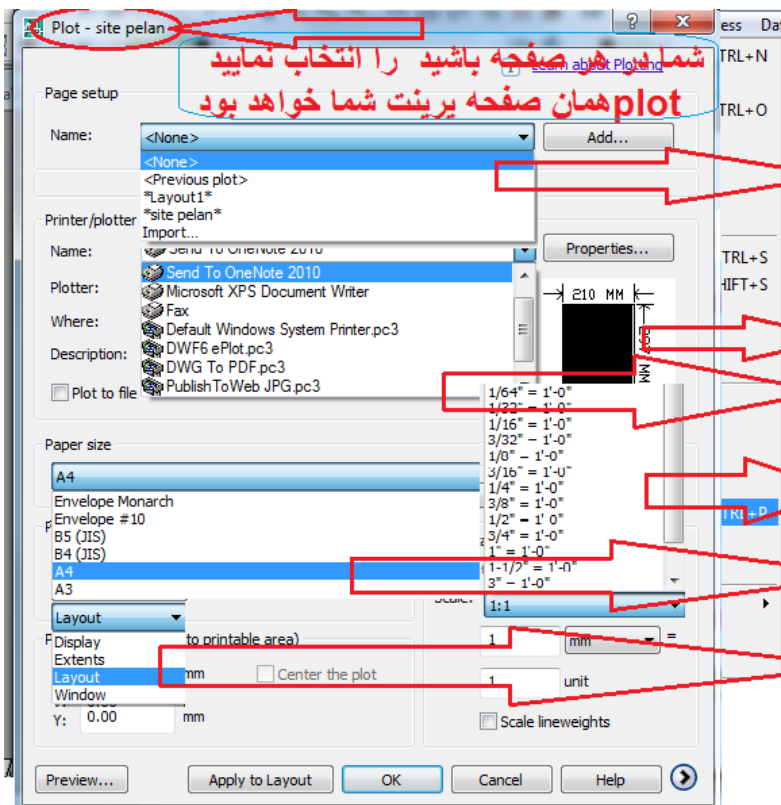 Plot - site pelan
ess Da
شما در هر صفحه باشید را انتخاب نمایید
TRL+N
Learn about Plotting
plotهمان صفحه پرینت شما خواهد بود
TRL+O
Page setup
Name: <None> Add...
<None>
<Previous plot>
*Layout1*
*site pelan*
Import...
Printer/plotter
Name: Send To OneNote 2010 Properties...
TRL+S
Send To OneNote 2010
HIFT+S
Plotter: Microsoft XPS Document Writer
210 MM
Fax
Where: Default Windows System Printer.pc3
Description: DWF6 ePlot.pc3
DWG To PDF.pc3
Plot to file PublishToWeb JPG.pc3
MM
1/64" = 1'-0"
1/32" = 1'-0"
1/16" = 1'-0"
3/32" = 1'-0"
1/8" = 1'-0"
3/16" = 1'-0"
1/4" = 1'-0"
3/8" = 1'-0"
1/2" = 1'-0"
3/4" = 1'-0"
1" = 1'-0"
1-1/2" = 1'-0"
3" = 1'-0"
Paper size
A4
Envelope Monarch
Envelope #10
B5 (JIS)
B4 (JIS)
A4
A3
TRL+P
Layout
Scale: 1:1
Display
to printable area)
1 mm =
Extents
Layout
mm Center the plot
1 unit
Window
Y: 0.00 mm
Scale lineweights
Preview... Apply to Layout OK Cancel Help